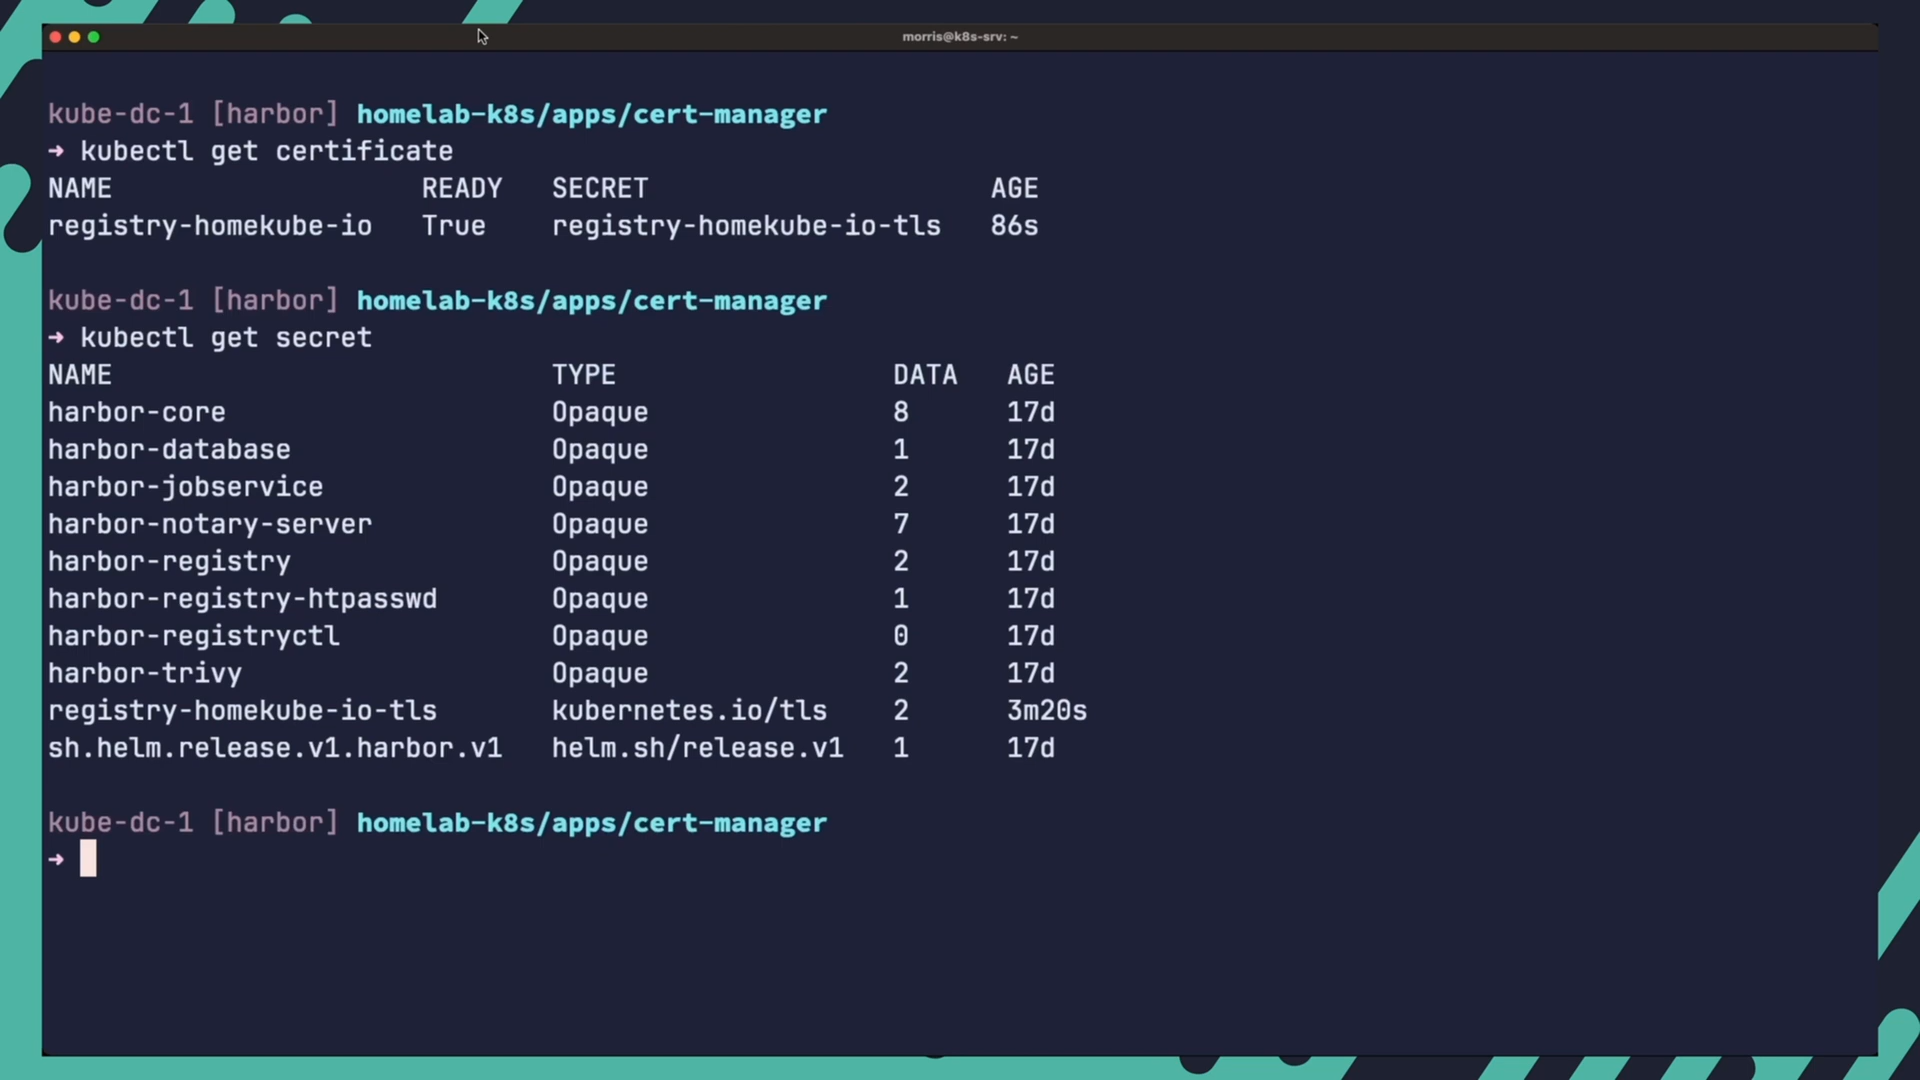 morris@k8s-srv: ~
kube-dc-1 [harbor] homelab-k8s/apps/cert-manager
➜ kubectl get certificate
NAME READY SECRET AGE
registry-homekube-io True registry-homekube-io-tls 86s
kube-dc-1 [harbor] homelab-k8s/apps/cert-manager
➜ kubectl get secret
NAME TYPE DATA AGE
harbor-core Opaque 8 17d
harbor-database Opaque 1 17d
harbor-jobservice Opaque 2 17d
harbor-notary-server Opaque 7 17d
harbor-registry Opaque 2 17d
harbor-registry-htpasswd Opaque 1 17d
harbor-registryctl Opaque 0 17d
harbor-trivy Opaque 2 17d
registry-homekube-io-tls kubernetes.io/tls 2 3m20s
sh.helm.release.v1.harbor.v1 helm.sh/release.v1 1 17d
kube-dc-1 [harbor] homelab-k8s/apps/cert-manager
➜